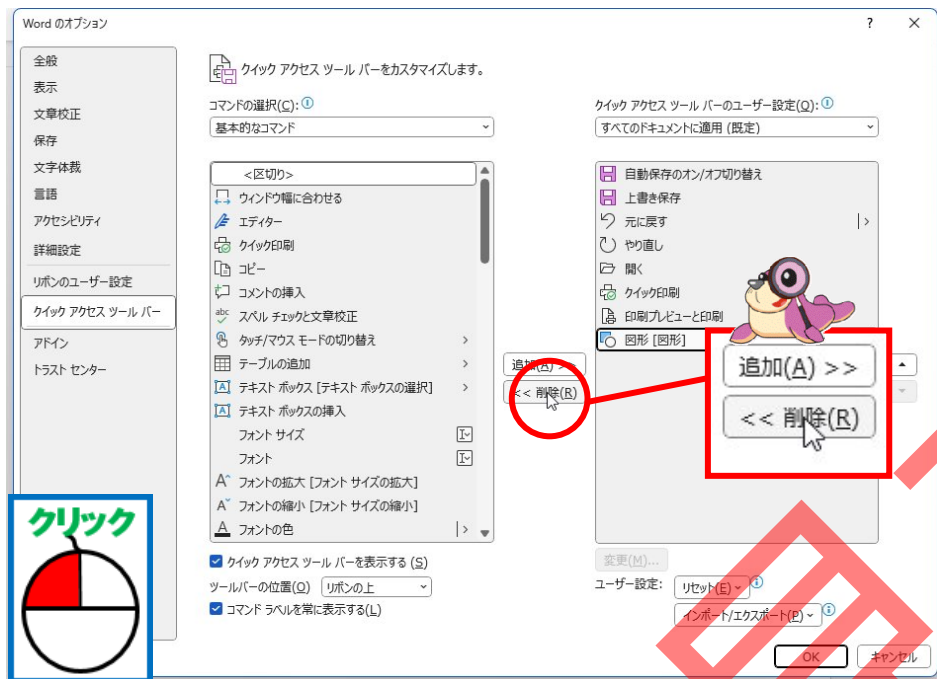 Word のオプション
? ×
全般
表示
文章校正
保存
文字体裁
言語
アクセシビリティ
詳細設定
リボンのユーザー設定
クイック アクセス ツール バー
アドイン
トラスト センター
クイック アクセス ツール バーをカスタマイズします。
コマンドの選択(C):
基本的なコマンド
<区切り>
ウィンドウ幅に合わせる
エディター
クイック印刷
コピー
コメントの挿入
abc スペル チェックと文章校正
タッチ/マウス モードの切り替え
テーブルの追加
テキスト ボックス [テキスト ボックスの選択]
テキスト ボックスの挿入
フォント サイズ
フォント
フォントの拡大 [フォント サイズの拡大]
フォントの縮小 [フォント サイズの縮小]
フォントの色
クイック アクセス ツール バーを表示する (S)
ツールバーの位置(O) リボンの上
コマンド ラベルを常に表示する(L)
追加(A) >>
<< 削除(R)
クイック アクセス ツール バーのユーザー設定(Q):
すべてのドキュメントに適用 (既定)
自動保存のオン/オフ切り替え
上書き保存
元に戻す
やり直し
開く
クイック印刷
印刷プレビューと印刷
図形 [図形]
追加(A) >>
<< 削除(R)
変更(M)...
ユーザー設定: リセット(E)
インポート/エクスポート(P)
OK キャンセル
クリック